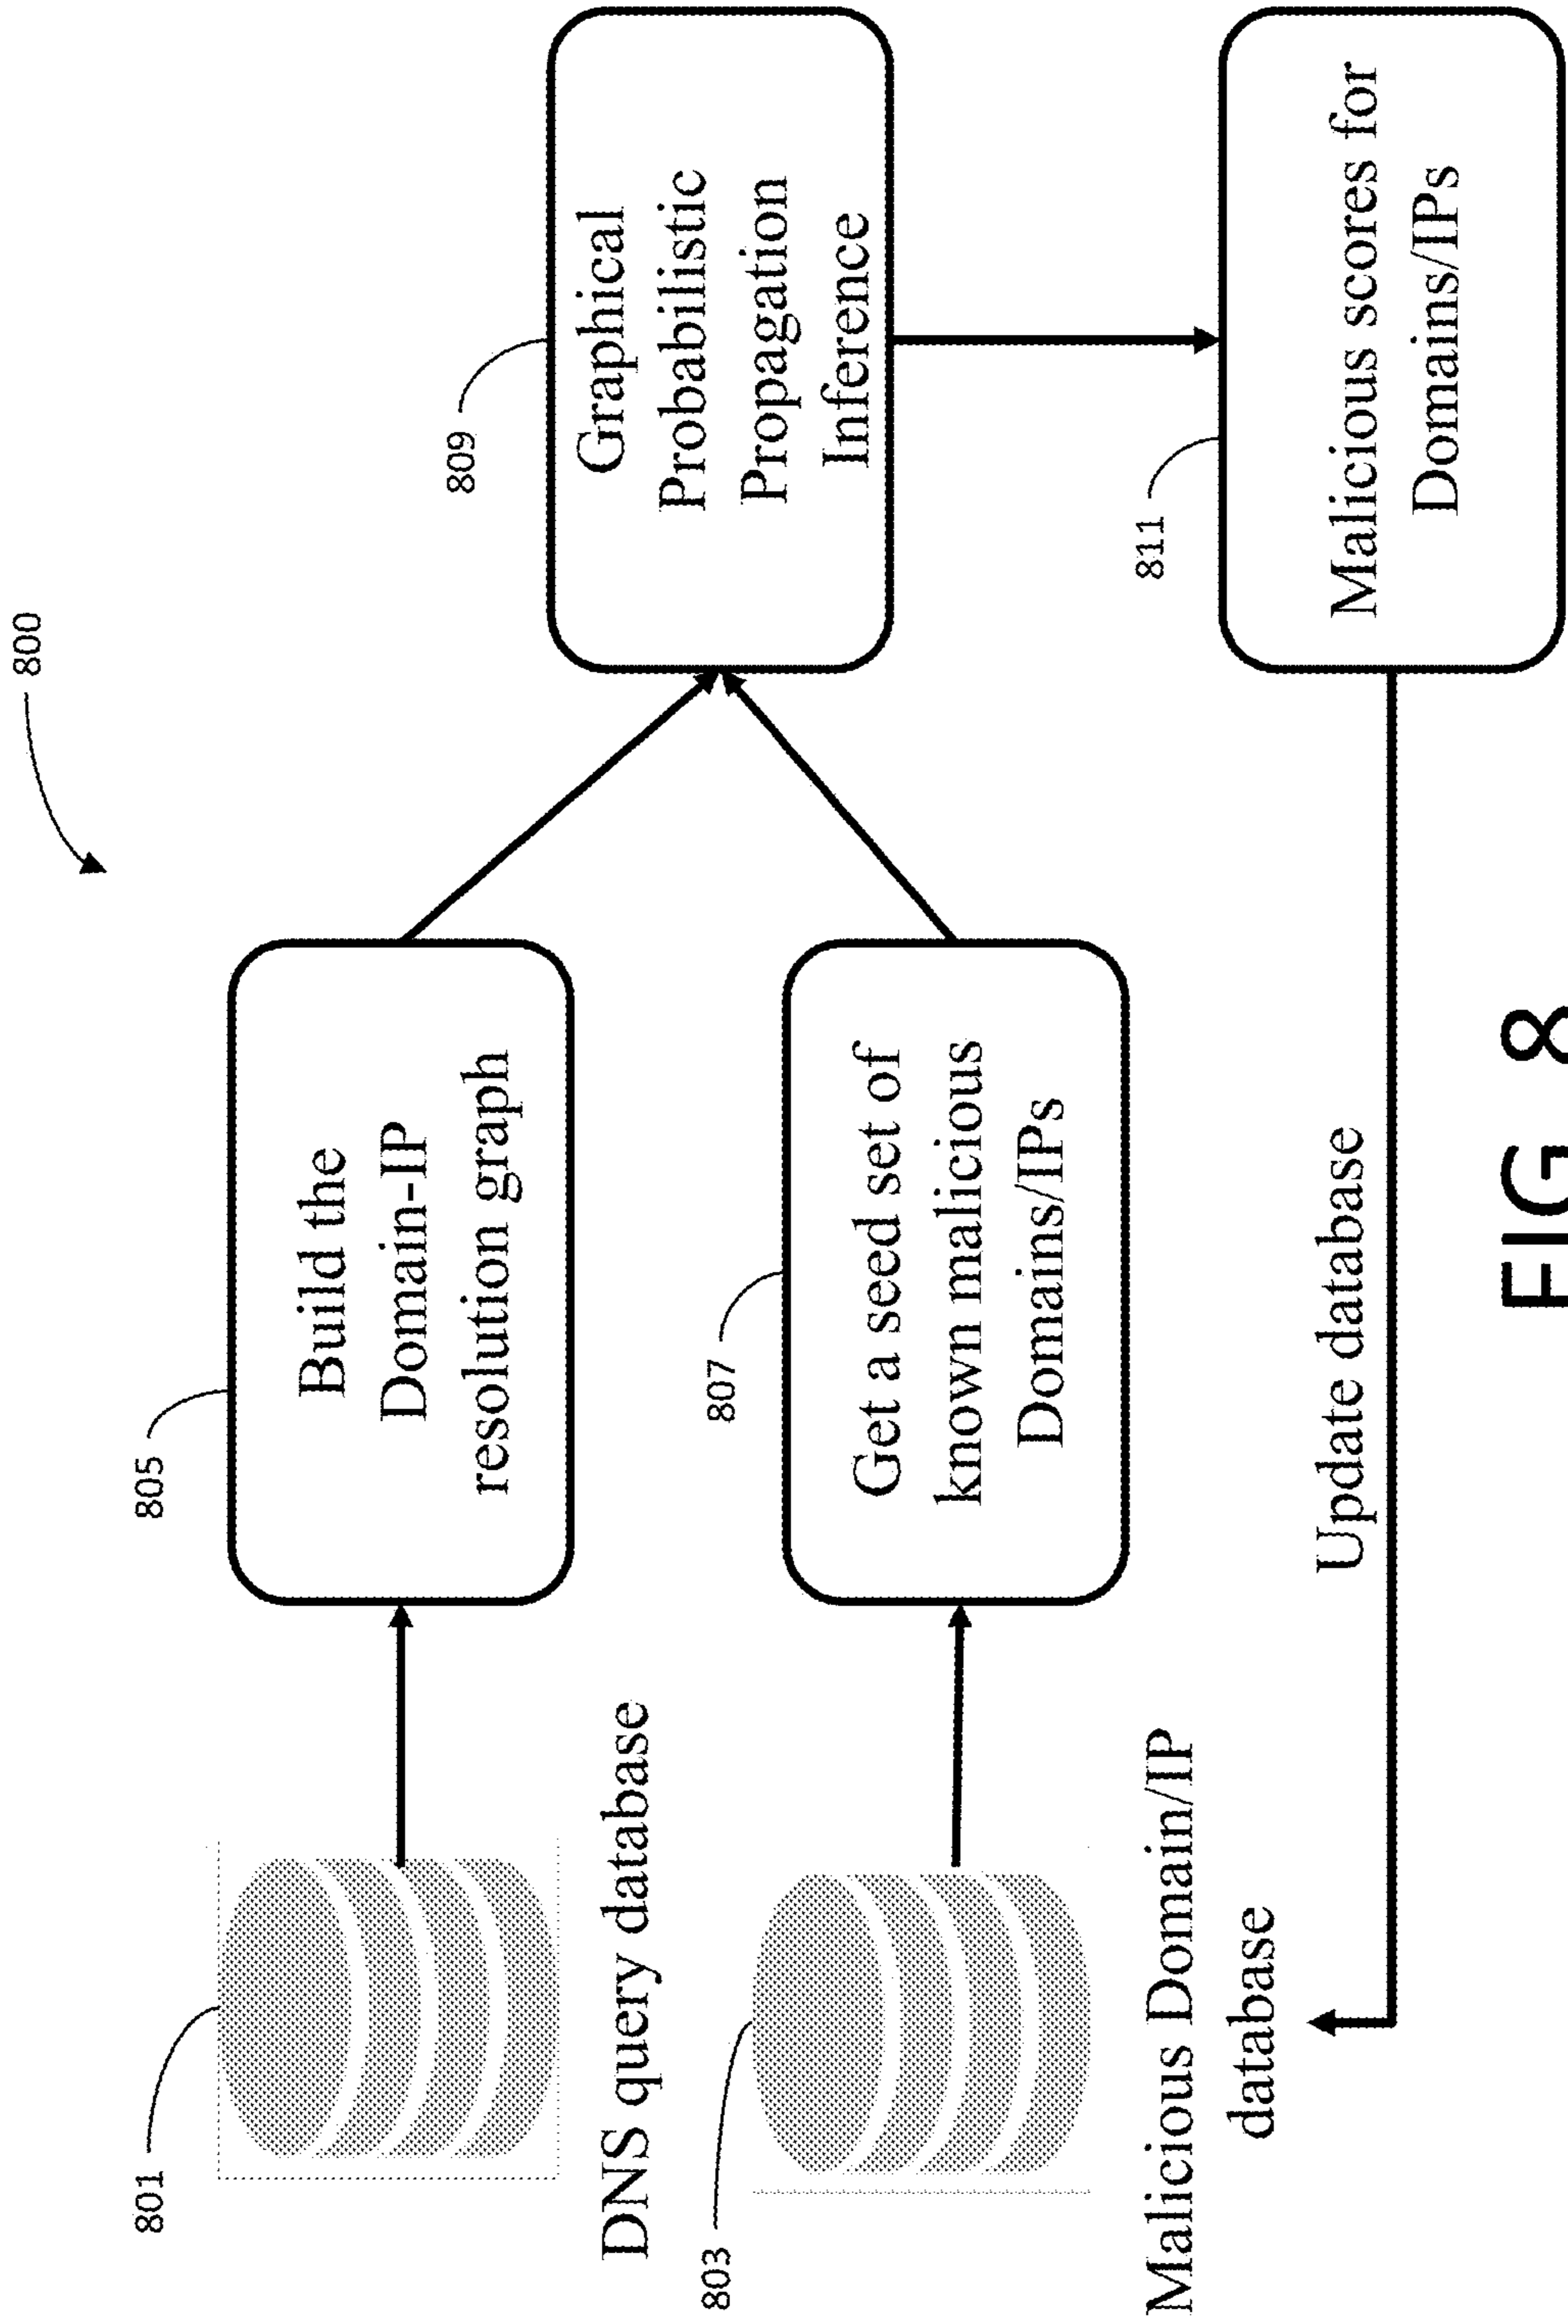 800
801
DNS query database
805
Build the
Domain-IP
resolution graph
803
Malicious Domain/IP
database
807
Get a seed set of
known malicious
Domains/IPs
809
Graphical
Probabilistic
Propagation
Inference
811
Malicious scores for
Domains/IPs
Update database
FIG 8